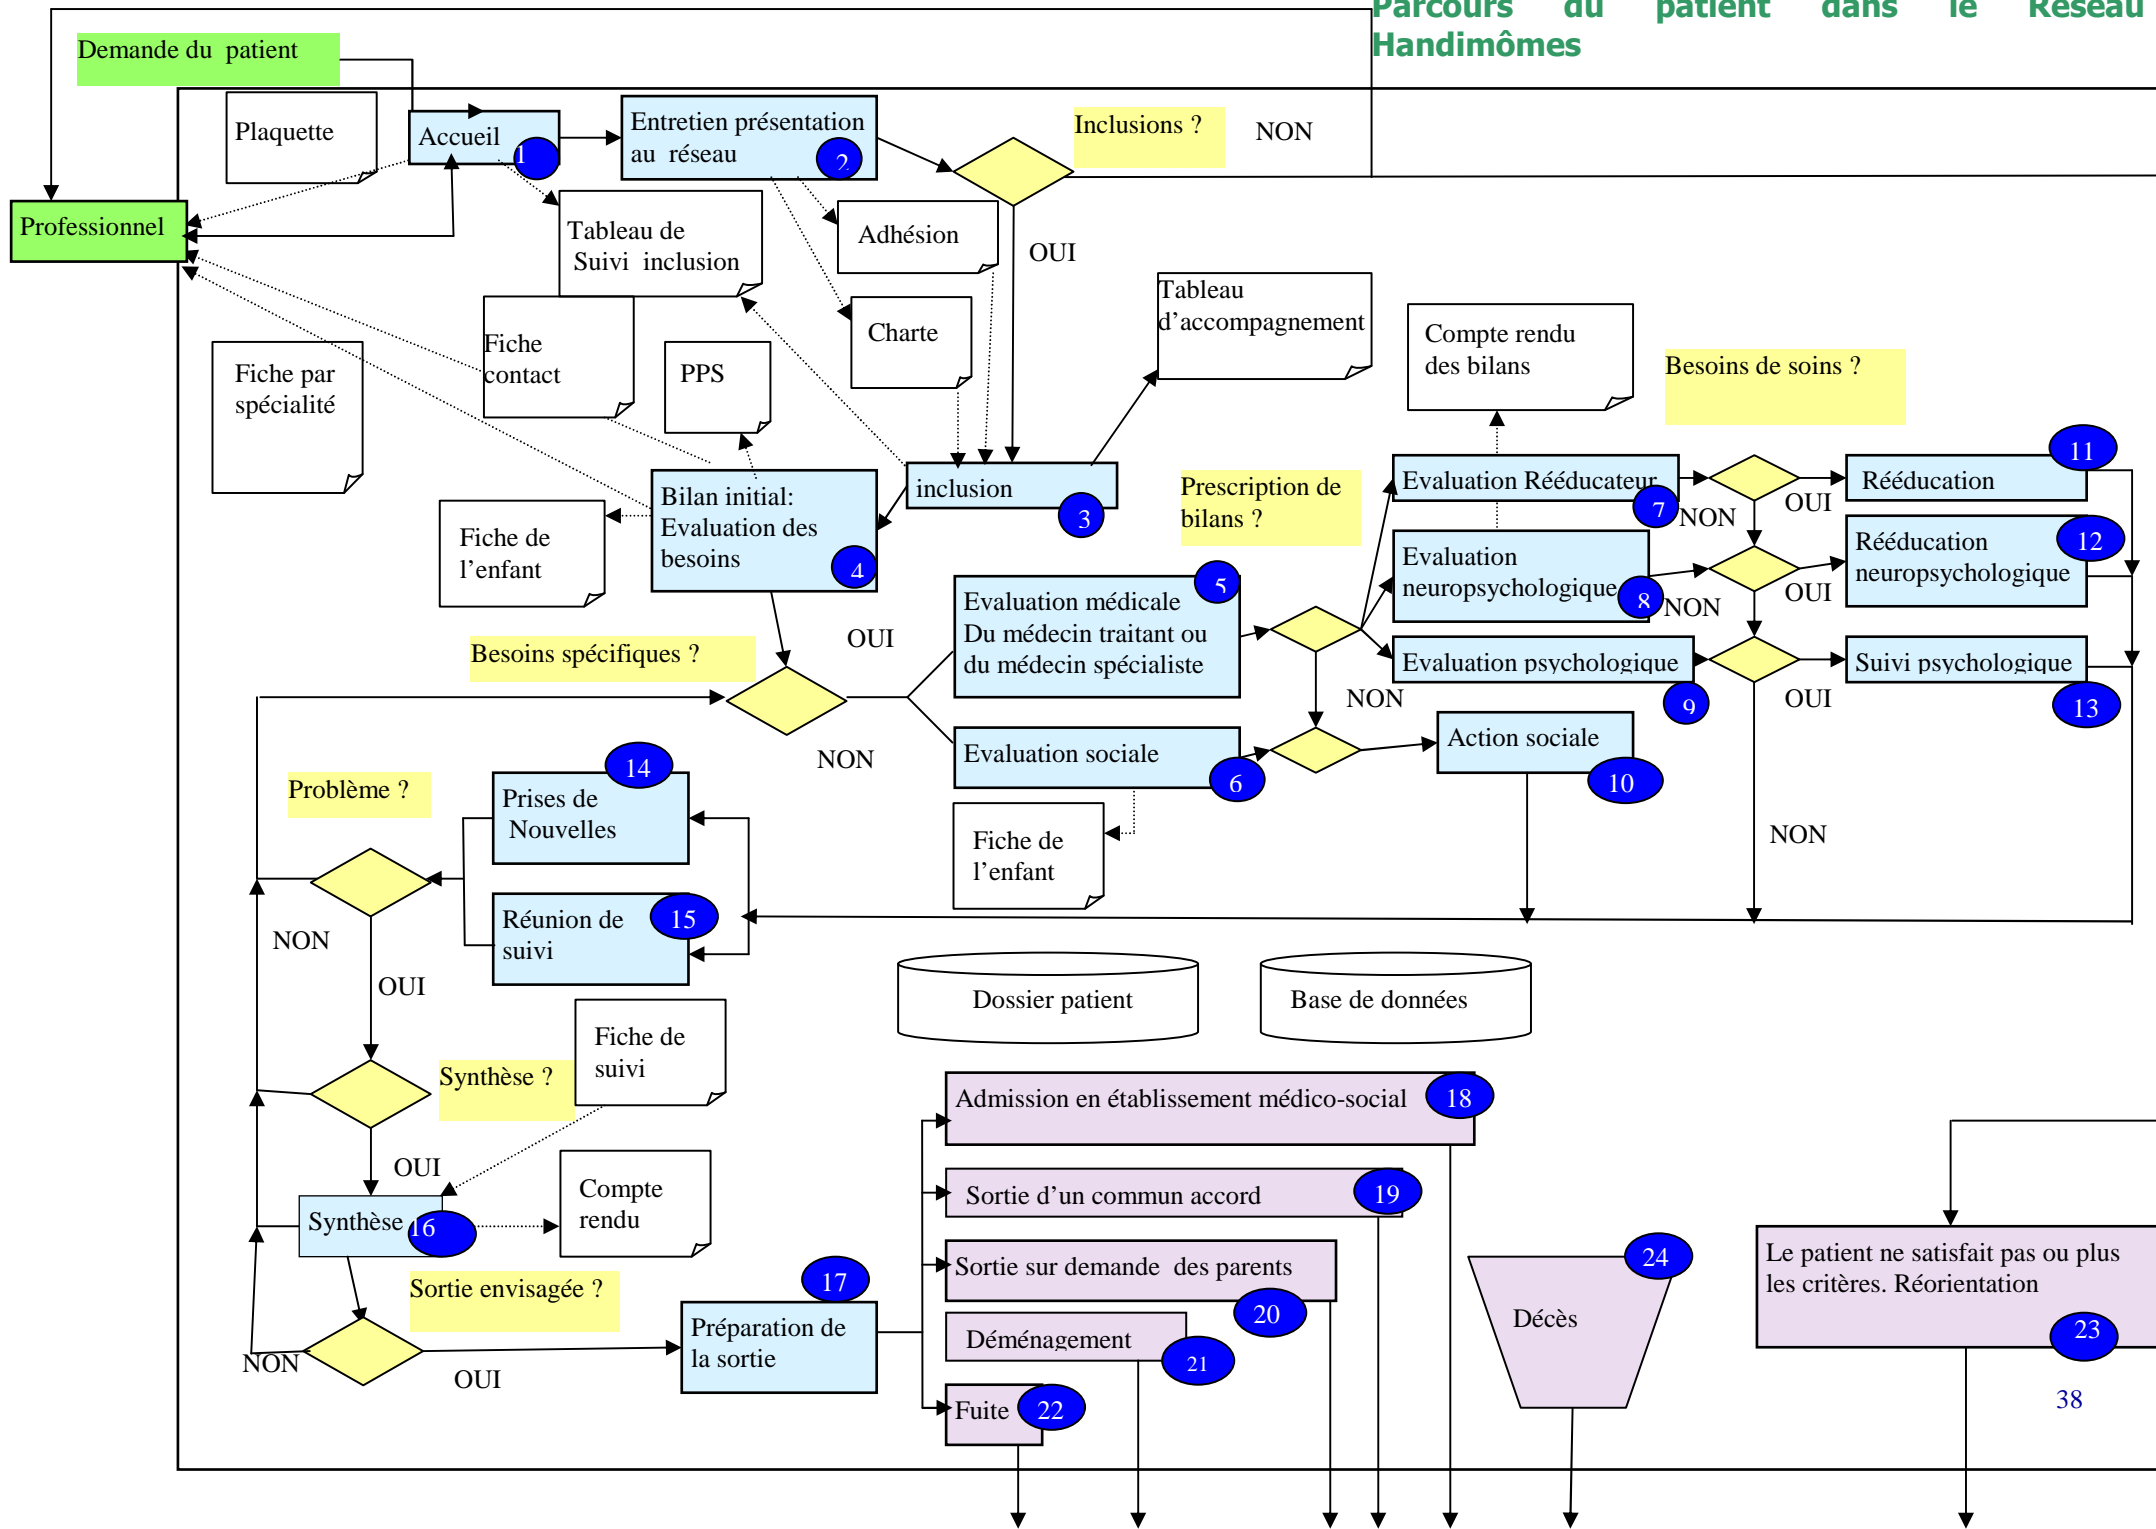 Parcours du patient dans le Réseau
Handimômes
Demande du patient
Plaquette
Accueil
1
Entretien présentation
au réseau
2
Inclusions ?
NON
Professionnel
Tableau de
Suivi inclusion
Adhésion
OUI
Tableau
d’accompagnement
Fiche
contact
Charte
Compte rendu
des bilans
Besoins de soins ?
Fiche par
spécialité
PPS
inclusion
3
Bilan initial:
Evaluation des
besoins
4
Prescription de
bilans ?
Evaluation Rééducateur
7
NON
OUI
Rééducation
11
Fiche de
l’enfant
Evaluation
neuropsychologique
8
NON
OUI
Rééducation
neuropsychologique
12
Evaluation médicale
Du médecin traitant ou
du médecin spécialiste
5
OUI
Besoins spécifiques ?
Evaluation psychologique
9
OUI
Suivi psychologique
13
NON
NON
Evaluation sociale
6
Action sociale
10
Problème ?
Prises de
Nouvelles
14
NON
Fiche de
l’enfant
NON
Réunion de
suivi
15
OUI
Dossier patient
Base de données
Fiche de
suivi
Synthèse ?
Admission en établissement médico-social
18
OUI
Compte
rendu
Sortie d’un commun accord
19
Synthèse
16
Sortie envisagée ?
17
Sortie sur demande des parents
20
24
Le patient ne satisfait pas ou plus
les critères. Réorientation
23
Préparation de
la sortie
Déménagement
21
Décès
NON
OUI
Fuite
22
38